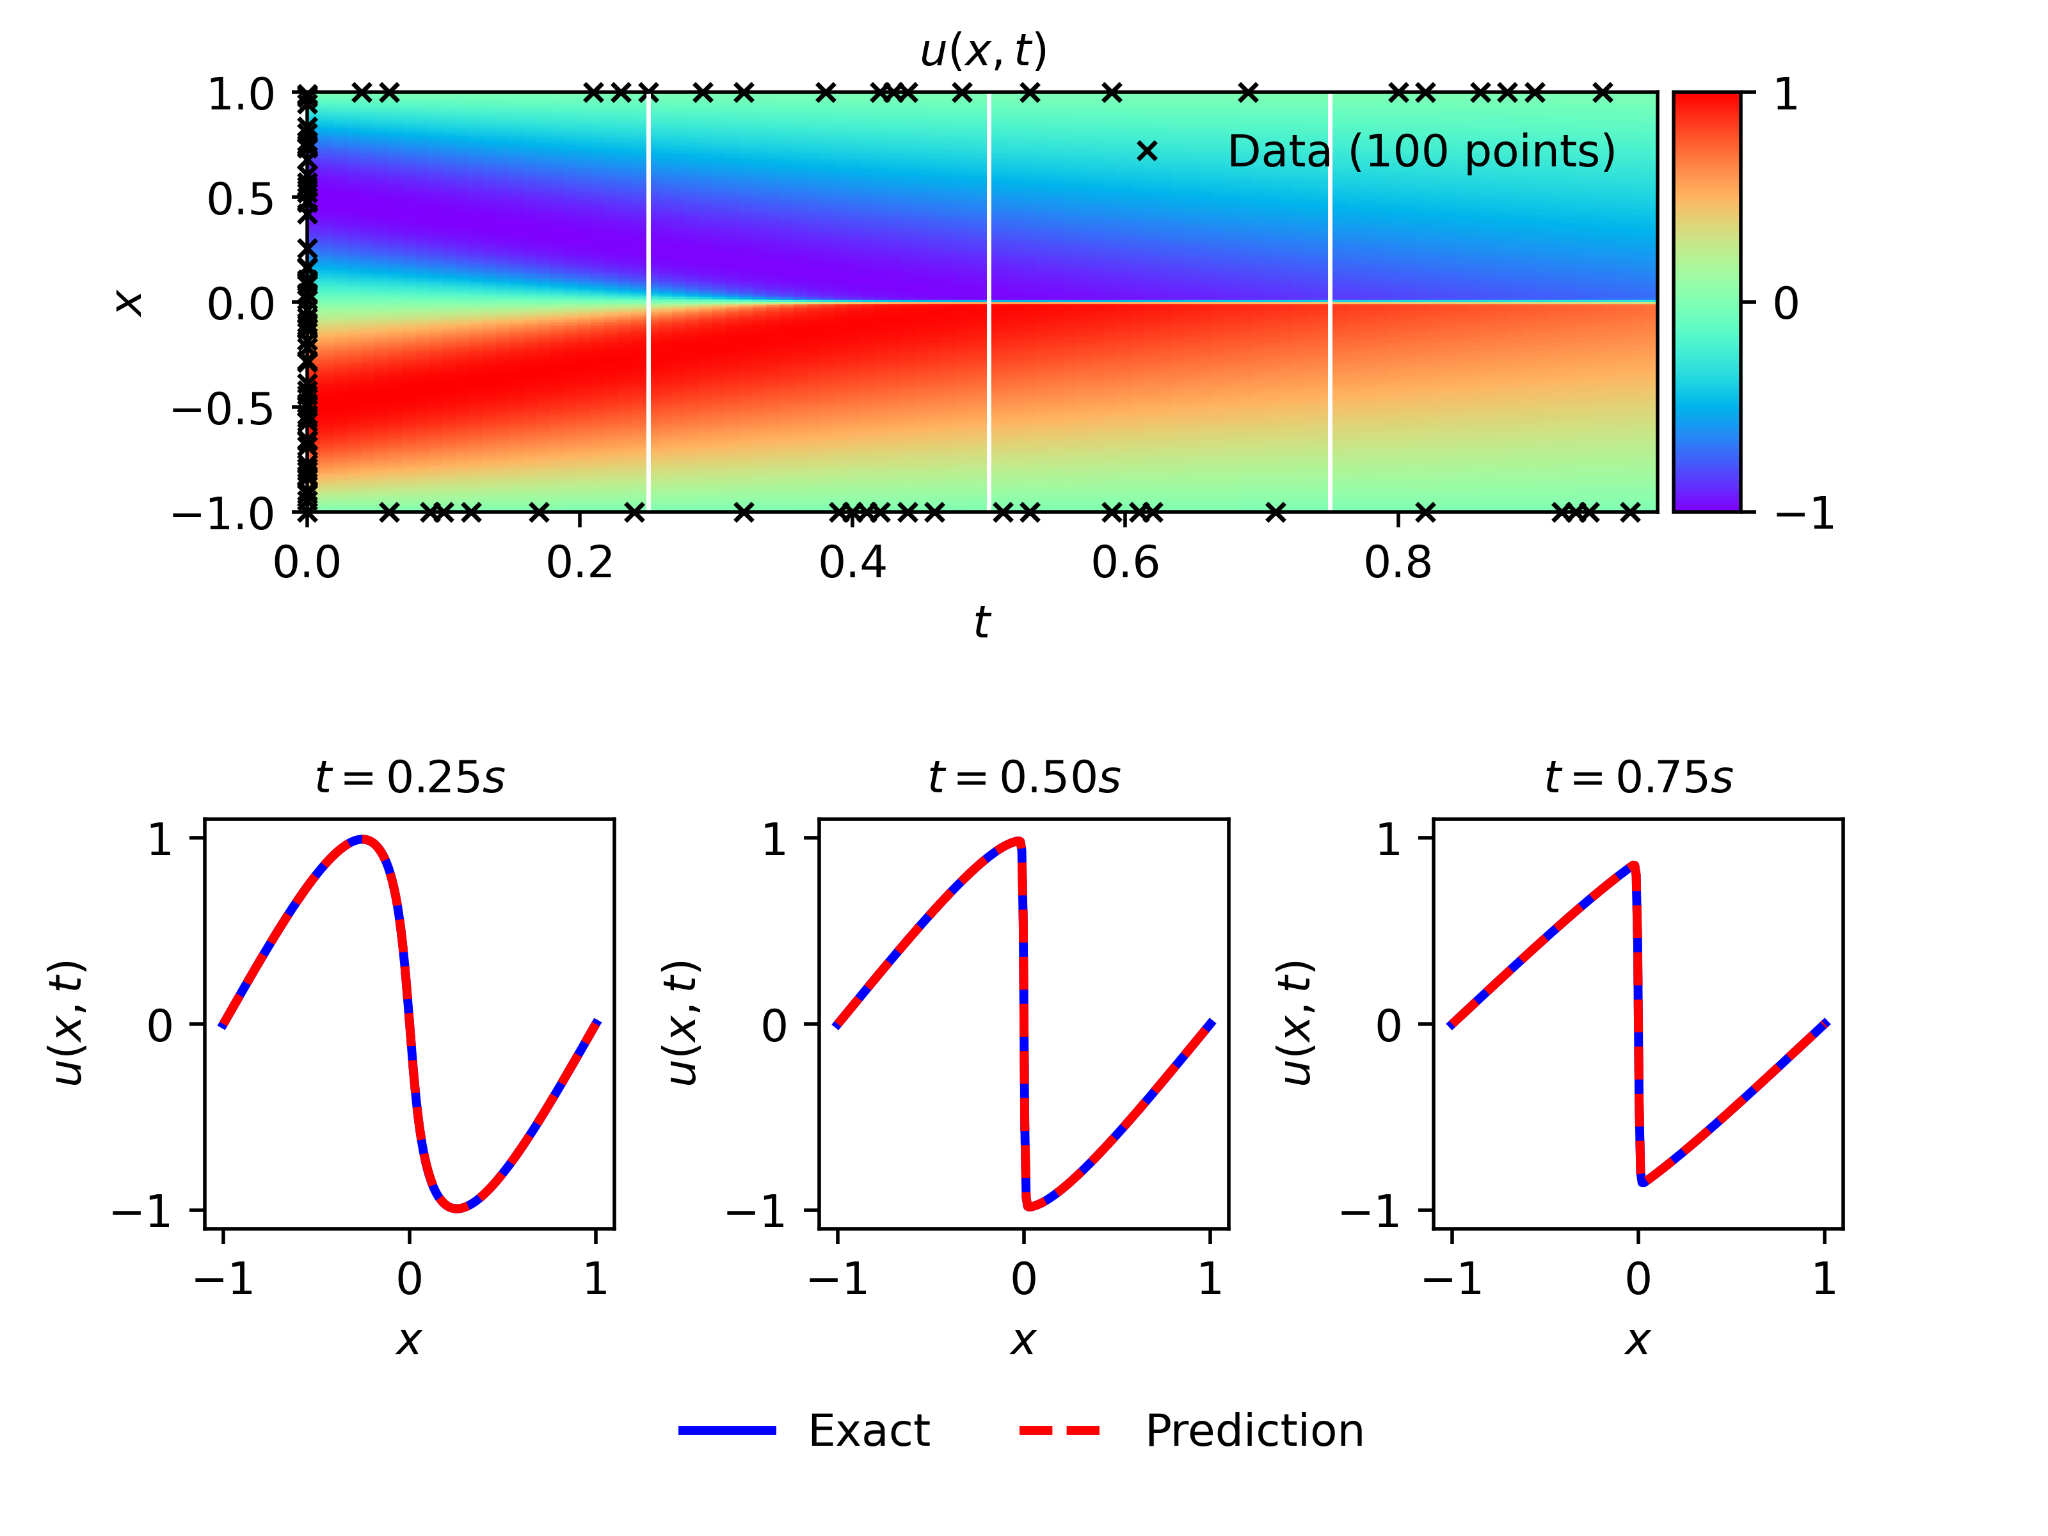 u(x, t)
1.0
0.5
0.0
−0.5
−1.0
x
Data (100 points)
1
0
−1
0.0 0.2 0.4 0.6 0.8
t
t = 0.25s
1
0
−1
u(x, t)
−1 0 1
x
t = 0.50s
1
0
−1
u(x, t)
−1 0 1
x
t = 0.75s
1
0
−1
u(x, t)
−1 0 1
x
Exact Prediction